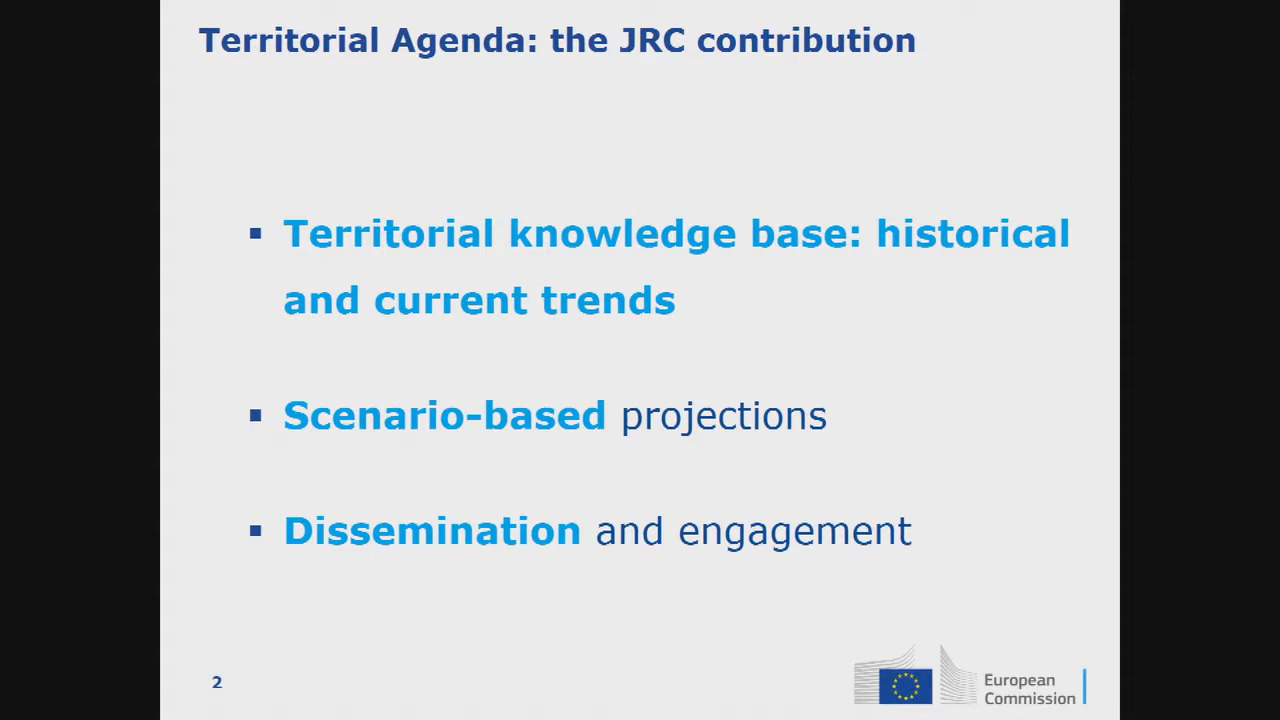 Territorial Agenda: the JRC contribution
▪ Territorial knowledge base: historical
and current trends
▪ Scenario-based projections
▪ Dissemination and engagement
2
European
Commission